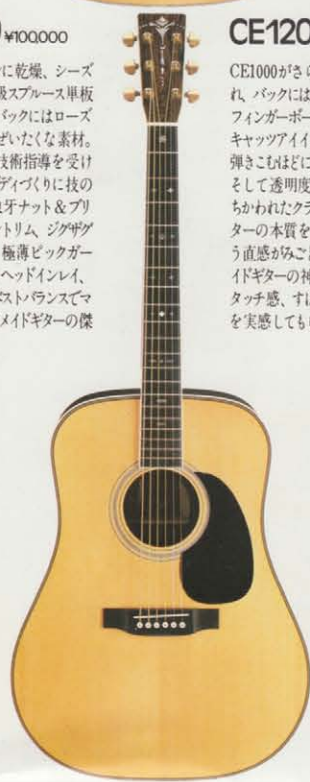 ¥100,000
に乾燥、シーズ
級スプルース単板
バックにはローズ
ぜいたくな素材。
技術指導を受け
ディづくりに技の
牙ナット&ブリ
ントリム、ジグザグ
極薄ピックガー
ヘッドインレイ、
ベストバランスでマ
メイドギターの傑
CE120
CE1000がさの
れ、バックには
フィンガーボー
キャッツアイイ
弾きこむほどに
そして透明度
ちかわれたクラ
ターの本質を
う直感がみご
イドギターの神
タッチ感、すば
を実感しても